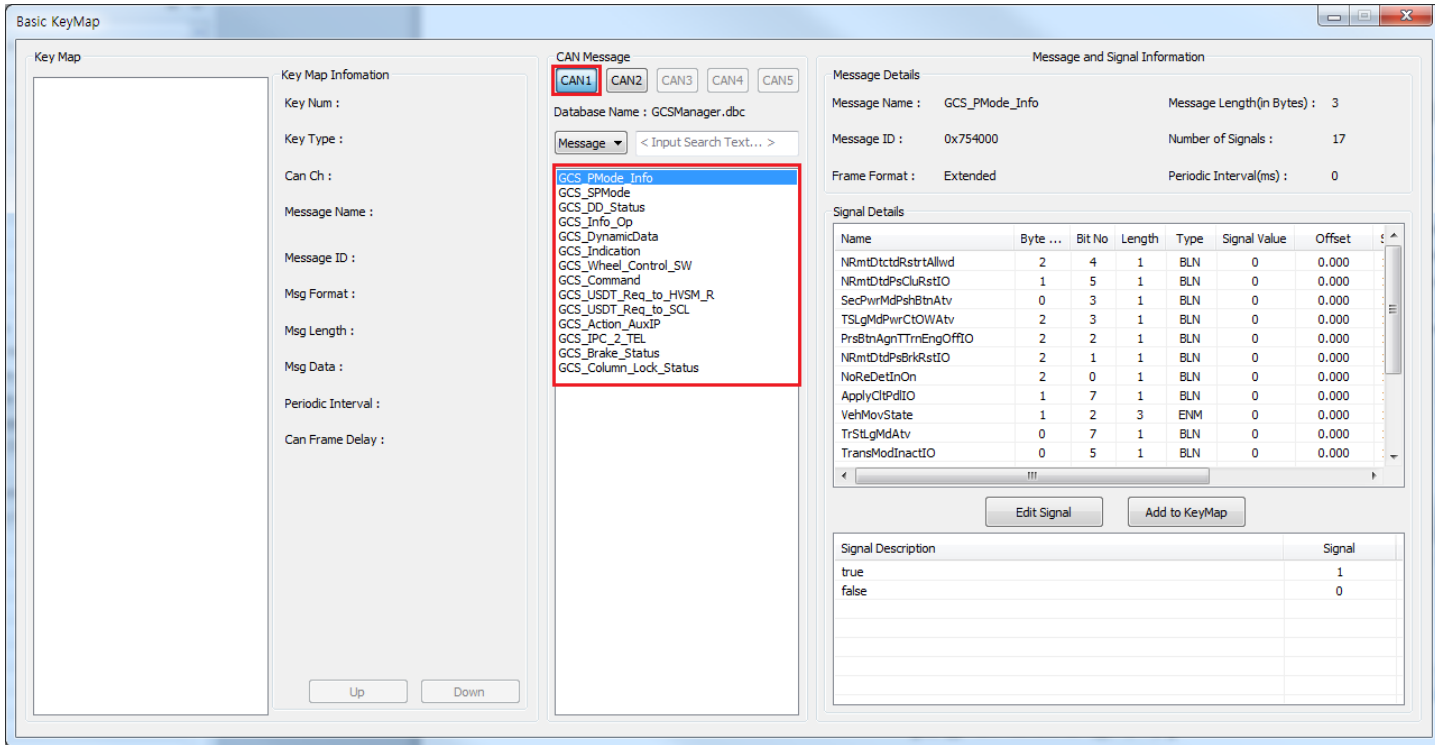 Basic KeyMap
Key Map
Key Map Infomation
Key Num :
Key Type :
Can Ch :
Message Name :
Message ID :
Msg Format :
Msg Length :
Msg Data :
Periodic Interval :
Can Frame Delay :
Up Down
CAN Message
CAN1 CAN2 CAN3 CAN4 CAN5
Database Name : GCSManager.dbc
Message < Input Search Text... >
GCS_PMode_Info
GCS_SPMode
GCS_DD_Status
GCS_Info_Op
GCS_DynamicData
GCS_Indication
GCS_Wheel_Control_SW
GCS_Command
GCS_USDT_Req_to_HVSM_R
GCS_USDT_Req_to_SCL
GCS_Action_AuxIP
GCS_IPC_2_TEL
GCS_Brake_Status
GCS_Column_Lock_Status
Message and Signal Information
Message Details
Message Name : GCS_PMode_Info Message Length(in Bytes) : 3
Message ID : 0x754000 Number of Signals : 17
Frame Format : Extended Periodic Interval(ms) : 0
Signal Details
Name Byte ... Bit No Length Type Signal Value Offset
NRmtDtctdRstrtAllwd 2 4 1 BLN 0 0.000
NRmtDtdPsCluRstIO 1 5 1 BLN 0 0.000
SecPwrMdPshBtnAtv 0 3 1 BLN 0 0.000
TSLgMdPwrCtOWAtv 2 3 1 BLN 0 0.000
PrsBtnAgnTTrnEngOffIO 2 2 1 BLN 0 0.000
NRmtDtdPsBrkRstIO 2 1 1 BLN 0 0.000
NoReDetInOn 2 0 1 BLN 0 0.000
ApplyCltPdlIO 1 7 1 BLN 0 0.000
VehMovState 1 2 3 ENM 0 0.000
TrStLgMdAtv 0 7 1 BLN 0 0.000
TransModInactIO 0 5 1 BLN 0 0.000
Edit Signal Add to KeyMap
Signal Description Signal
true 1
false 0